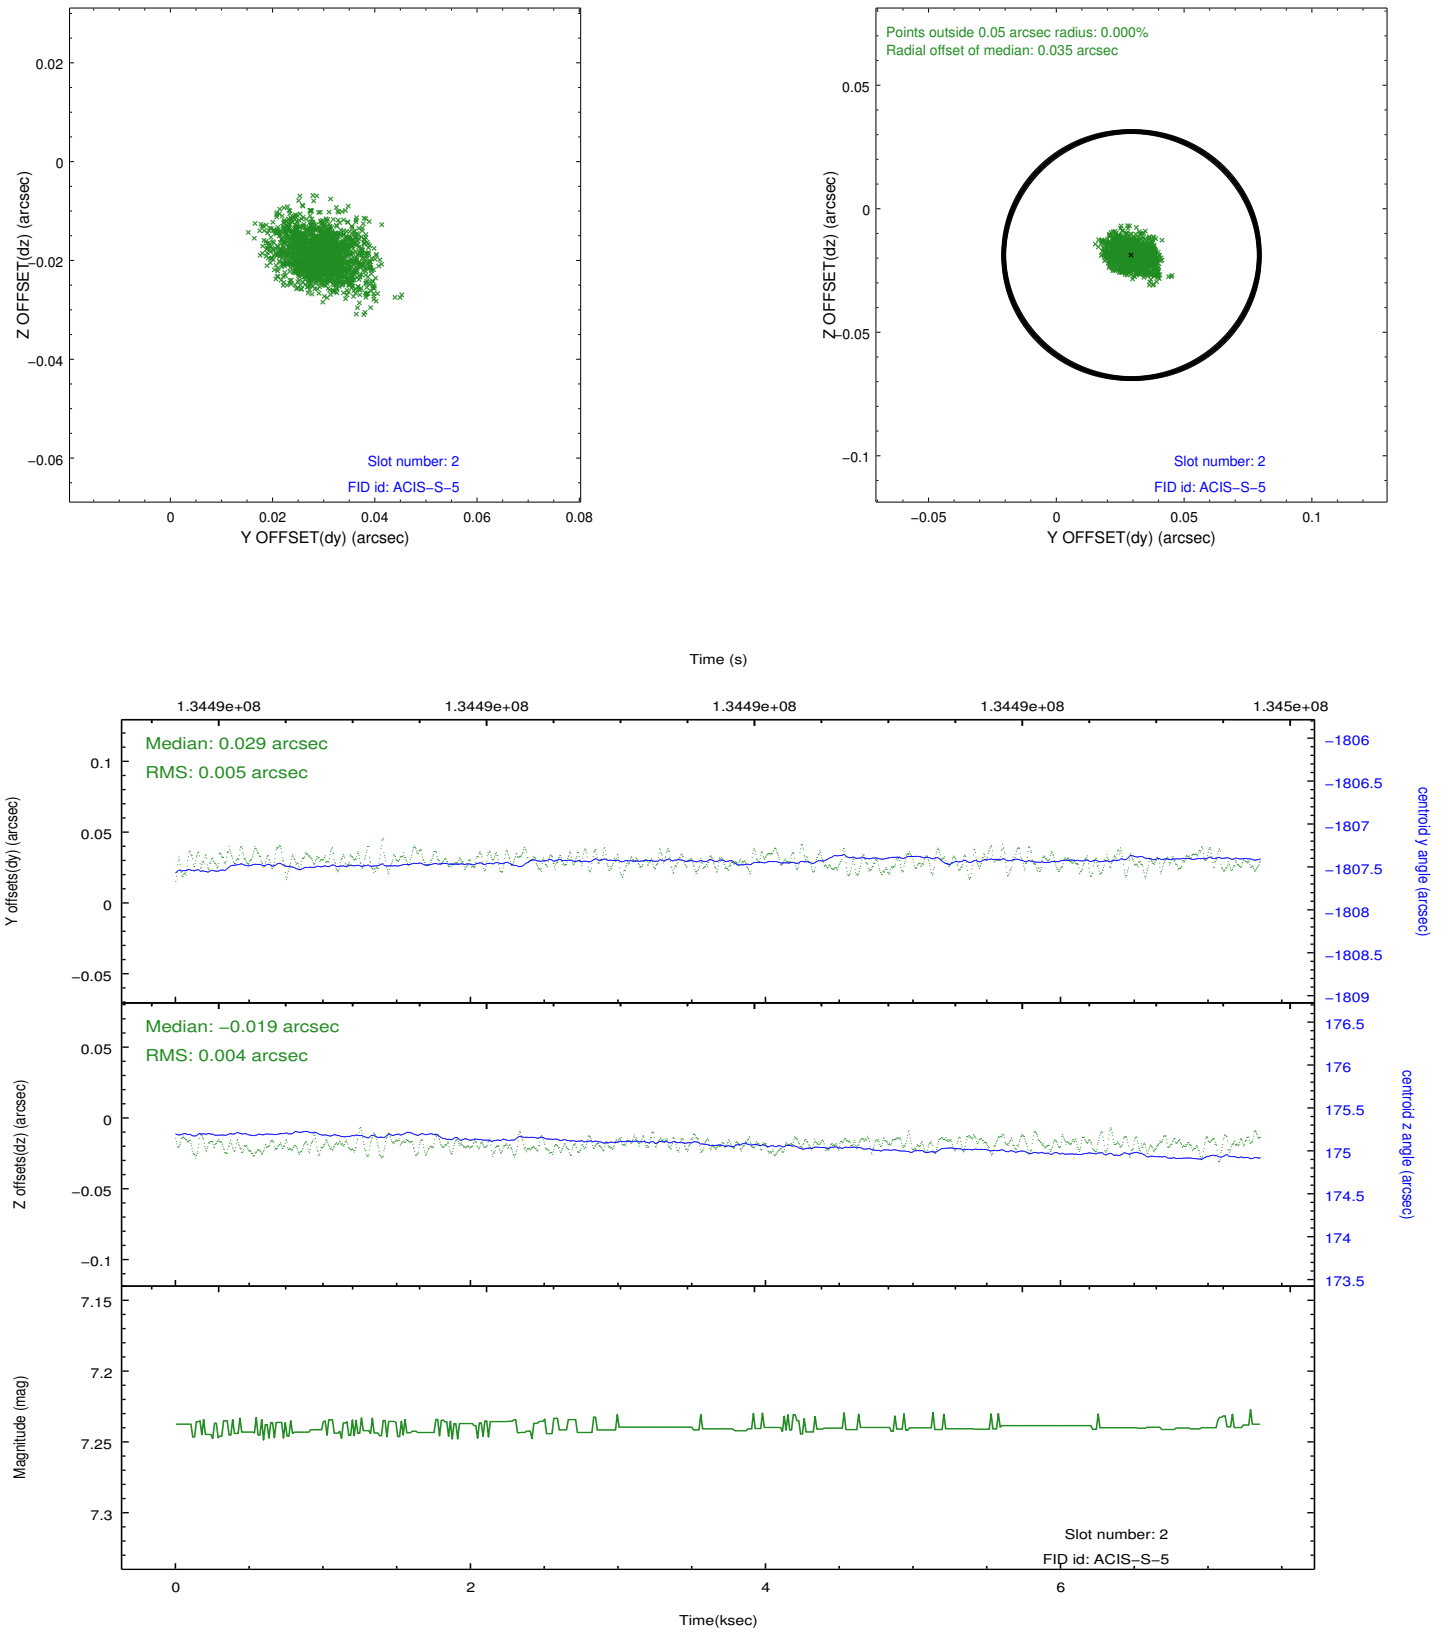 0.02
0
−0.02
−0.04
−0.06
Z OFFSET(dz) (arcsec)
Slot number: 2
FID id: ACIS−S−5
0
0.02
0.04
0.06
0.08
Y OFFSET(dy) (arcsec)
Points outside 0.05 arcsec radius: 0.000%
Radial offset of median: 0.035 arcsec
0.05
0
−0.05
−0.1
Z OFFSET(dz) (arcsec)
Slot number: 2
FID id: ACIS−S−5
−0.05
0
0.05
0.1
Y OFFSET(dy) (arcsec)
Time (s)
1.3449e+08
1.3449e+08
1.3449e+08
1.3449e+08
1.345e+08
Median: 0.029 arcsec
RMS: 0.005 arcsec
0.1
0.05
0
−0.05
Y offsets(dy) (arcsec)
−1806
−1806.5
−1807
−1807.5
−1808
−1808.5
−1809
centroid y angle (arcsec)
Median: −0.019 arcsec
RMS: 0.004 arcsec
0.05
0
−0.05
−0.1
Z offsets(dz) (arcsec)
176.5
176
175.5
175
174.5
174
173.5
centroid z angle (arcsec)
7.15
7.2
7.25
7.3
Magnitude (mag)
Slot number: 2
FID id: ACIS−S−5
0
2
4
6
Time(ksec)